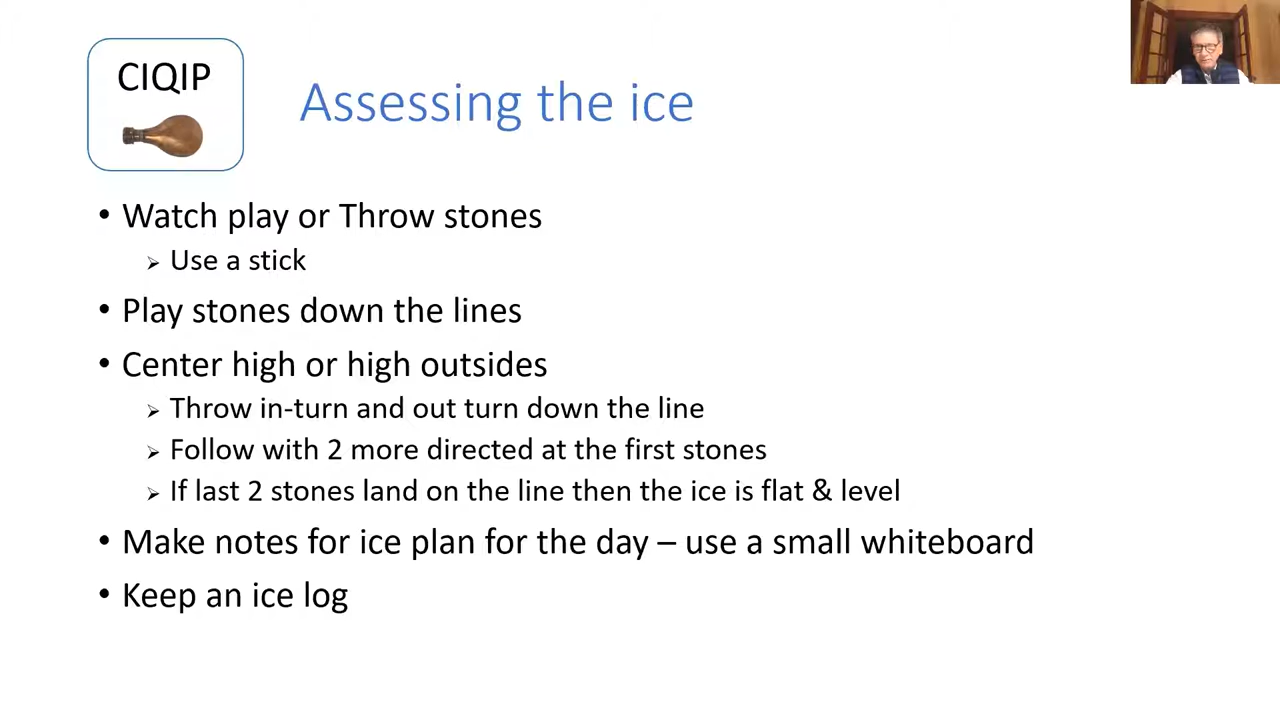 CIQIP
Assessing the ice
• Watch play or Throw stones
➢ Use a stick
• Play stones down the lines
• Center high or high outsides
➢ Throw in-turn and out turn down the line
➢ Follow with 2 more directed at the first stones
➢ If last 2 stones land on the line then the ice is flat & level
• Make notes for ice plan for the day – use a small whiteboard
• Keep an ice log